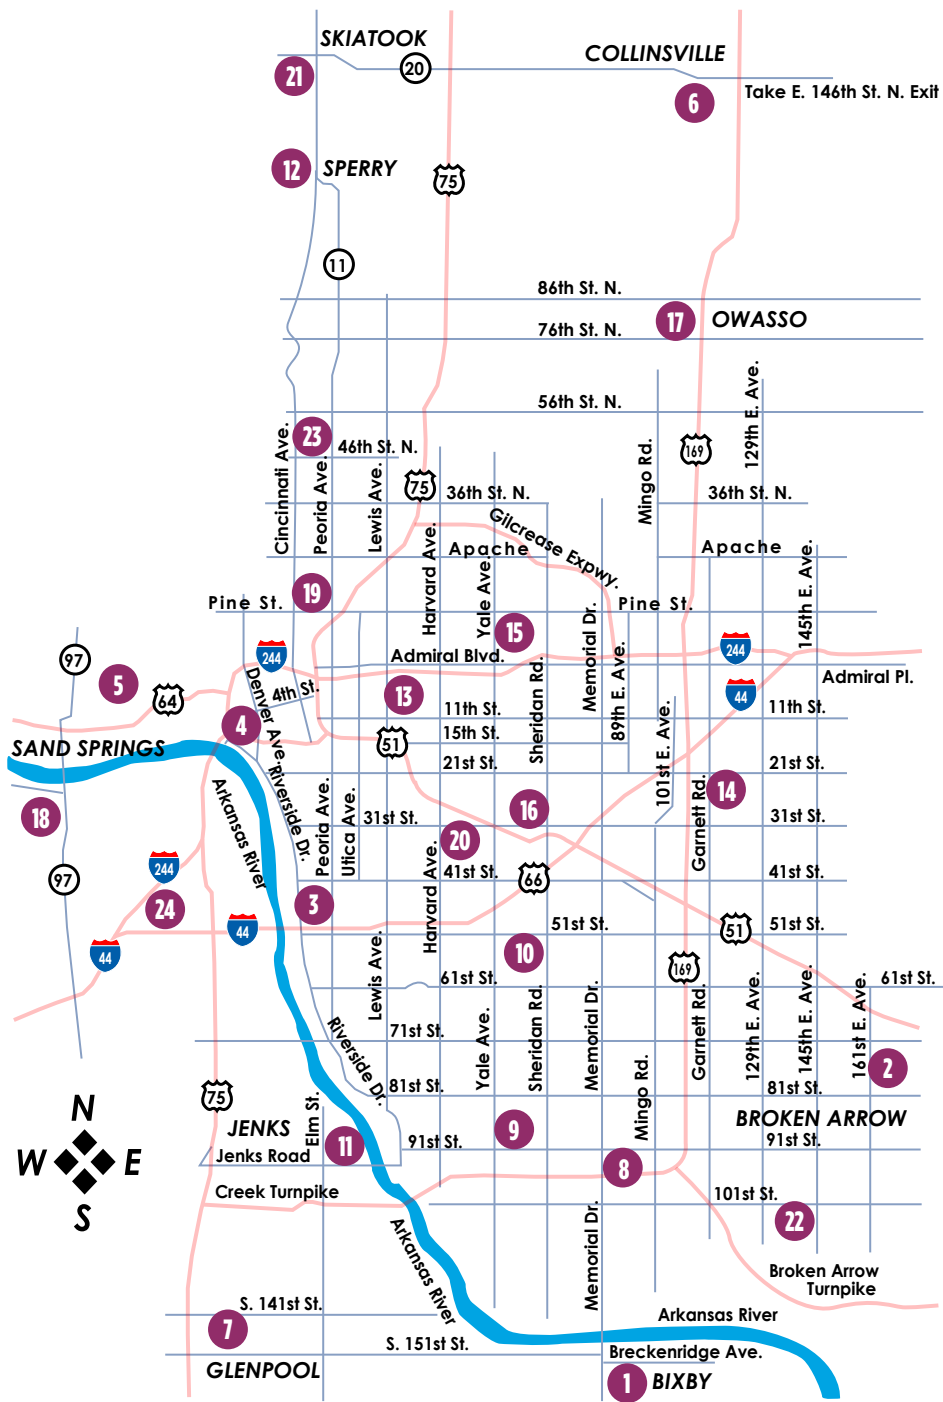 SKIATOOK
COLLINSVILLE
21
20
Take E. 146th St. N. Exit
6
12
SPERRY
75
11
86th St. N.
17
OWASSO
76th St. N.
129th E. Ave.
56th St. N.
Cincinnati Ave.
23
46th St. N.
Mingo Rd.
169
Peoria Ave.
Lewis Ave.
75
36th St. N.
36th St. N.
Gilcrease Expwy.
Harvard Ave.
Apache
Apache
Yale Ave.
145th E. Ave.
19
Pine St.
Pine St.
15
Memorial Dr.
244
244
97
Admiral Blvd.
Sheridan Rd.
89th E. Ave.
Admiral Pl.
5
64
Denver Ave.
4th St.
13
44
11th St.
11th St.
4
15th St.
101st E. Ave.
SAND SPRINGS
51
21st St.
21st St.
Riverside Dr.
Arkansas River
Peoria Ave.
Utica Ave.
16
14
Garnett Rd.
18
31st St.
31st St.
20
244
Harvard Ave.
41st St.
66
41st St.
97
24
3
44
51st St.
51
51st St.
44
10
Lewis Ave.
169
61st St.
61st St.
Yale Ave.
Sheridan Rd.
Memorial Dr.
Garnett Rd.
129th E. Ave.
145th E. Ave.
161st E. Ave.
Riverside Dr.
71st St.
2
75
81st St.
81st St.
Mingo Rd.
N
Elm St.
JENKS
9
BROKEN ARROW
W
E
11
91st St.
91st St.
Jenks Road
8
S
Creek Turnpike
101st St.
22
Arkansas River
Memorial Dr.
Broken Arrow
Turnpike
S. 141st St.
Arkansas River
7
S. 151st St.
Breckenridge Ave.
GLENPOOL
1
BIXBY